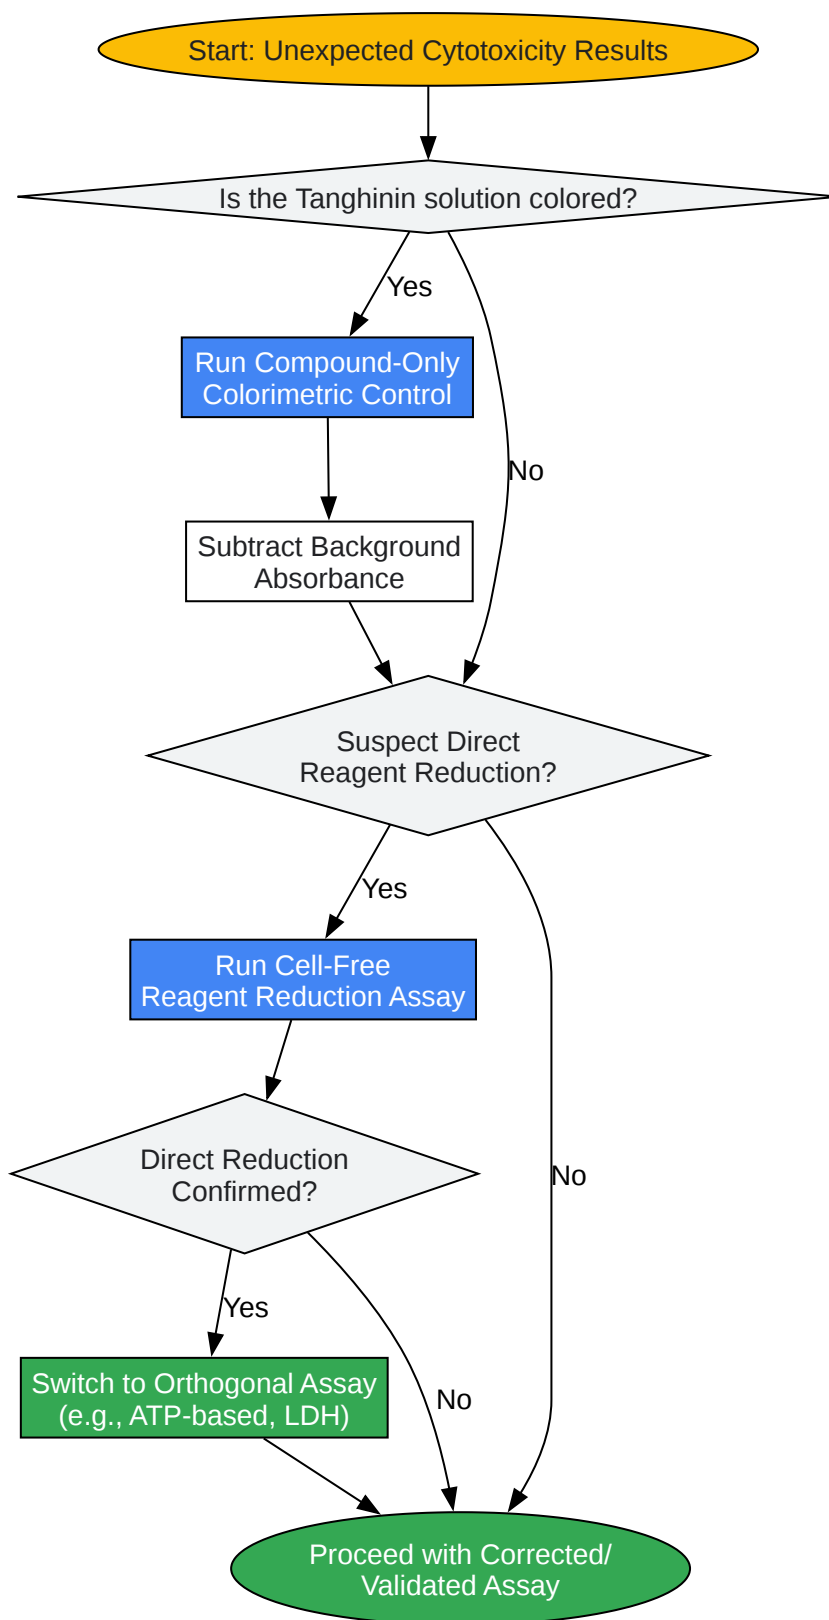 Start: Unexpected Cytotoxicity Results
Is the Tanghinin solution colored?
Yes
Run Compound-Only
Colorimetric Control
No
Subtract Background
Absorbance
Suspect Direct
Reagent Reduction?
Yes
Run Cell-Free
Reagent Reduction Assay
Direct Reduction
Confirmed?
No
Yes
Switch to Orthogonal Assay
(e.g., ATP-based, LDH)
No
Proceed with Corrected/
Validated Assay